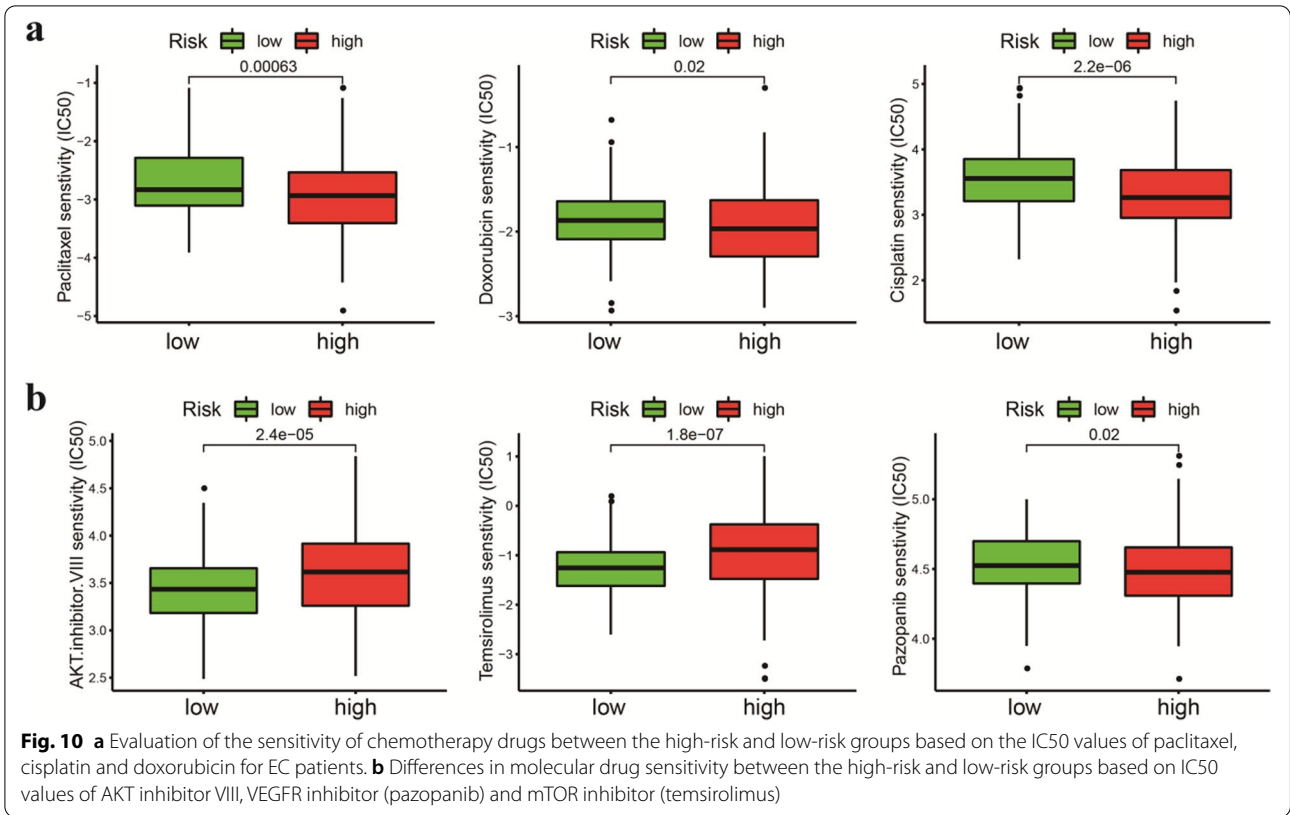 a
Risk low high
0.00063
−1
−2
−3
−4
−5
Paclitaxel senstivity (IC50)
low high
Risk low high
0.02
−1
−2
−3
Doxorubicin senstivity (IC50)
low high
Risk low high
2.2e−06
5
4
3
2
Cisplatin senstivity (IC50)
low high
b
Risk low high
2.4e−05
5.0
4.5
4.0
3.5
3.0
2.5
AKT.inhibitor.VIII senstivity (IC50)
low high
Risk low high
1.8e−07
1
0
−1
−2
−3
Temsirolimus senstivity (IC50)
low high
Risk low high
0.02
5.0
4.5
4.0
Pazopanib senstivity (IC50)
low high
Fig. 10 a Evaluation of the sensitivity of chemotherapy drugs between the high-risk and low-risk groups based on the IC50 values of paclitaxel,
cisplatin and doxorubicin for EC patients. b Differences in molecular drug sensitivity between the high-risk and low-risk groups based on IC50
values of AKT inhibitor VIII, VEGFR inhibitor (pazopanib) and mTOR inhibitor (temsirolimus)